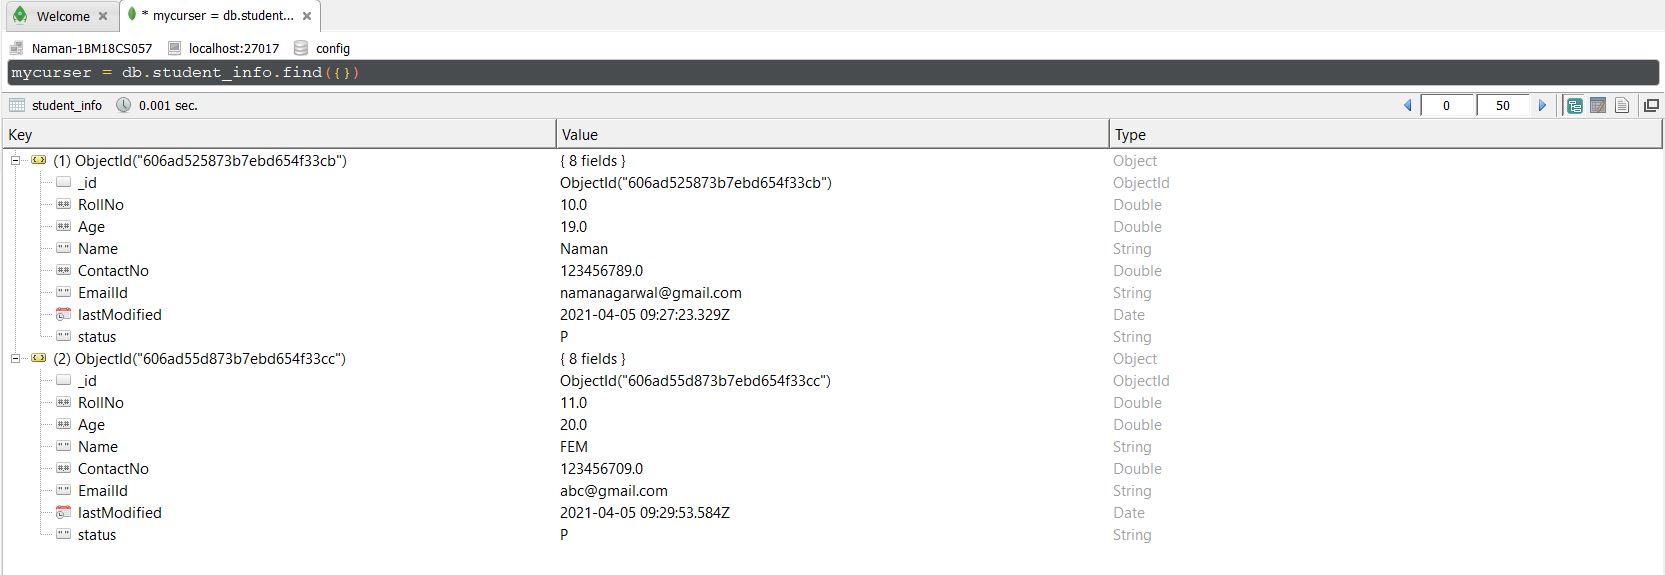 Welcome * mycurser = db.student...
Naman-1BM18CS057 localhost:27017 config
mycurser = db.student_info.find({})
student_info 0.001 sec. 0 50
Key Value Type
(1) ObjectId("606ad525873b7ebd654f33cb") { 8 fields } Object
_id ObjectId("606ad525873b7ebd654f33cb") ObjectId
RollNo 10.0 Double
Age 19.0 Double
Name Naman String
ContactNo 123456789.0 Double
EmailId namanagarwal@gmail.com String
lastModified 2021-04-05 09:27:23.329Z Date
status P String
(2) ObjectId("606ad55d873b7ebd654f33cc") { 8 fields } Object
_id ObjectId("606ad55d873b7ebd654f33cc") ObjectId
RollNo 11.0 Double
Age 20.0 Double
Name FEM String
ContactNo 123456709.0 Double
EmailId abc@gmail.com String
lastModified 2021-04-05 09:29:53.584Z Date
status P String